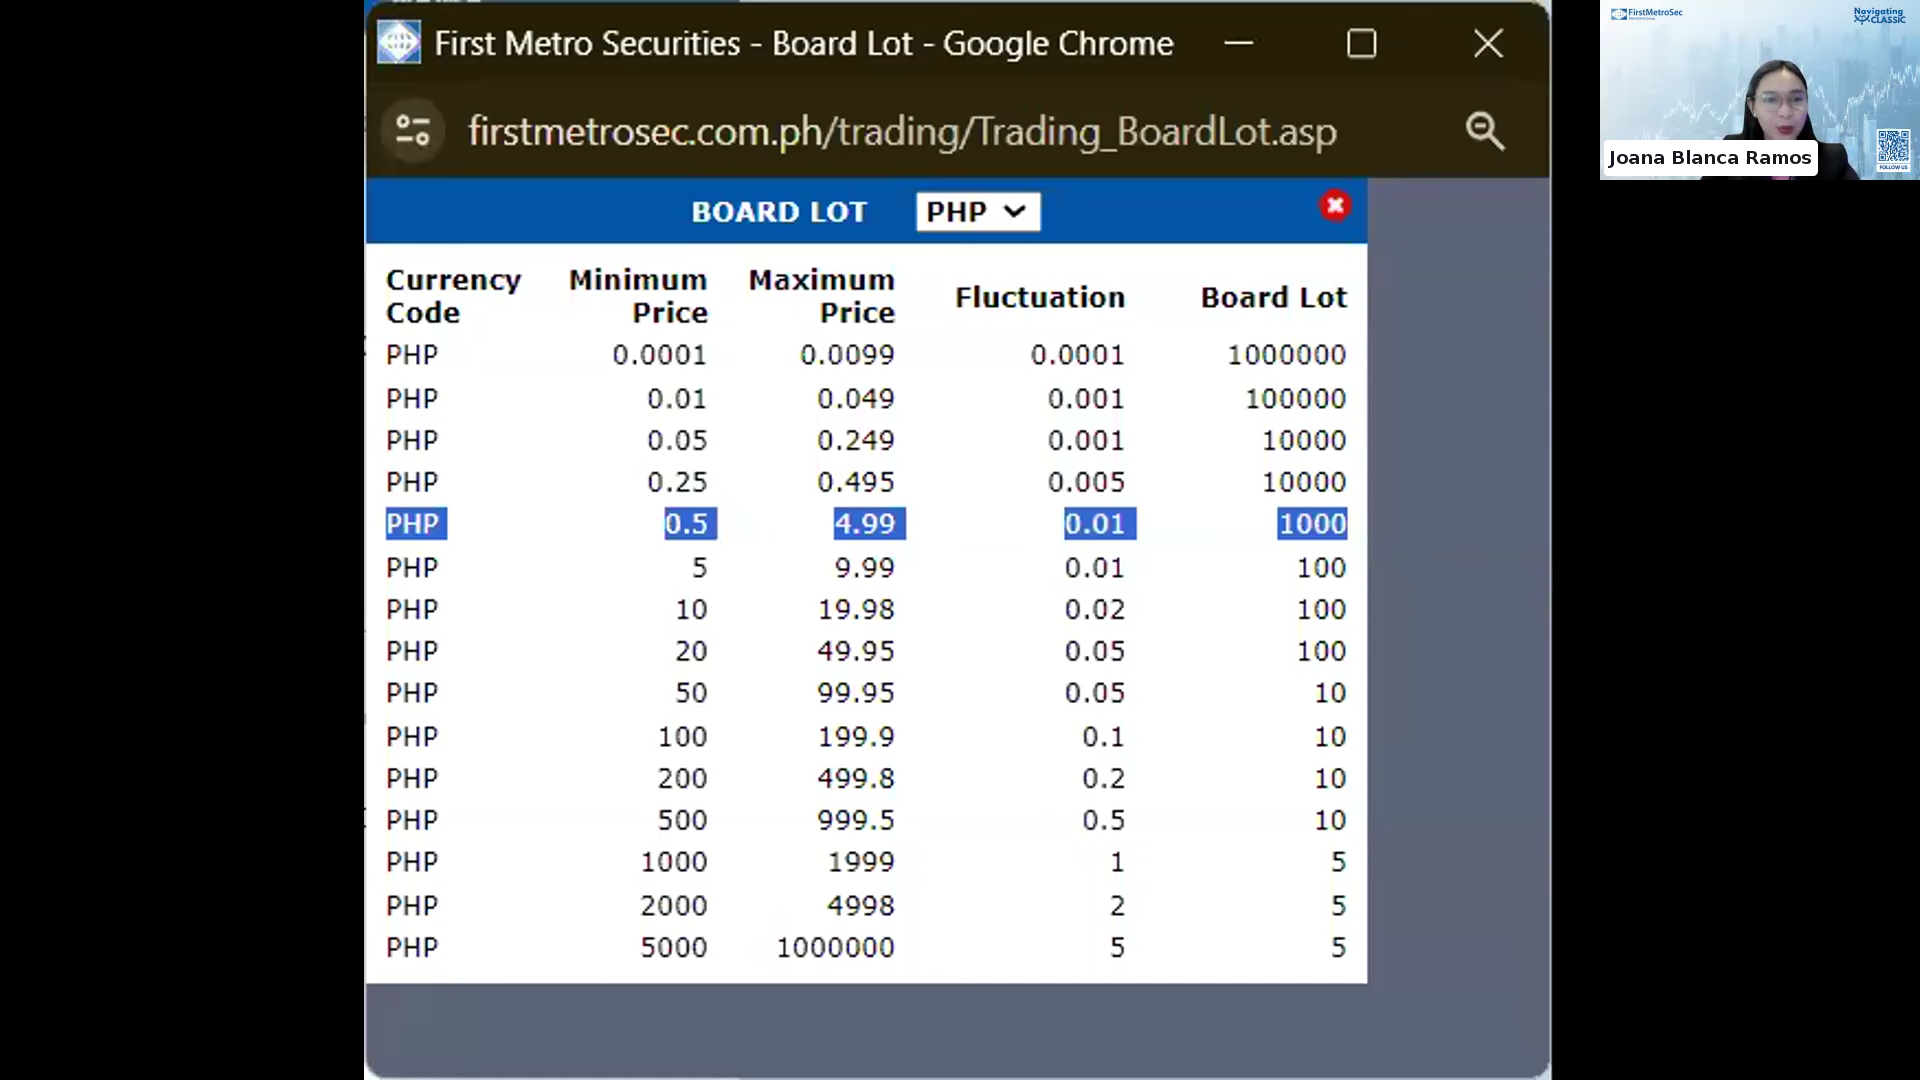 First Metro Securities - Board Lot - Google Chrome
firstmetrosec.com.ph/trading/Trading_BoardLot.asp
BOARD LOT PHP
Currency Code Minimum Price Maximum Price Fluctuation Board Lot
PHP 0.0001 0.0099 0.0001 1000000
PHP 0.01 0.049 0.001 100000
PHP 0.05 0.249 0.001 10000
PHP 0.25 0.495 0.005 10000
PHP 0.5 4.99 0.01 1000
PHP 5 9.99 0.01 100
PHP 10 19.98 0.02 100
PHP 20 49.95 0.05 100
PHP 50 99.95 0.05 10
PHP 100 199.9 0.1 10
PHP 200 499.8 0.2 10
PHP 500 999.5 0.5 10
PHP 1000 1999 1 5
PHP 2000 4998 2 5
PHP 5000 1000000 5 5
FirstMetroSec
Navigating
CLASSIC
Joana Blanca Ramos
FOLLOW US